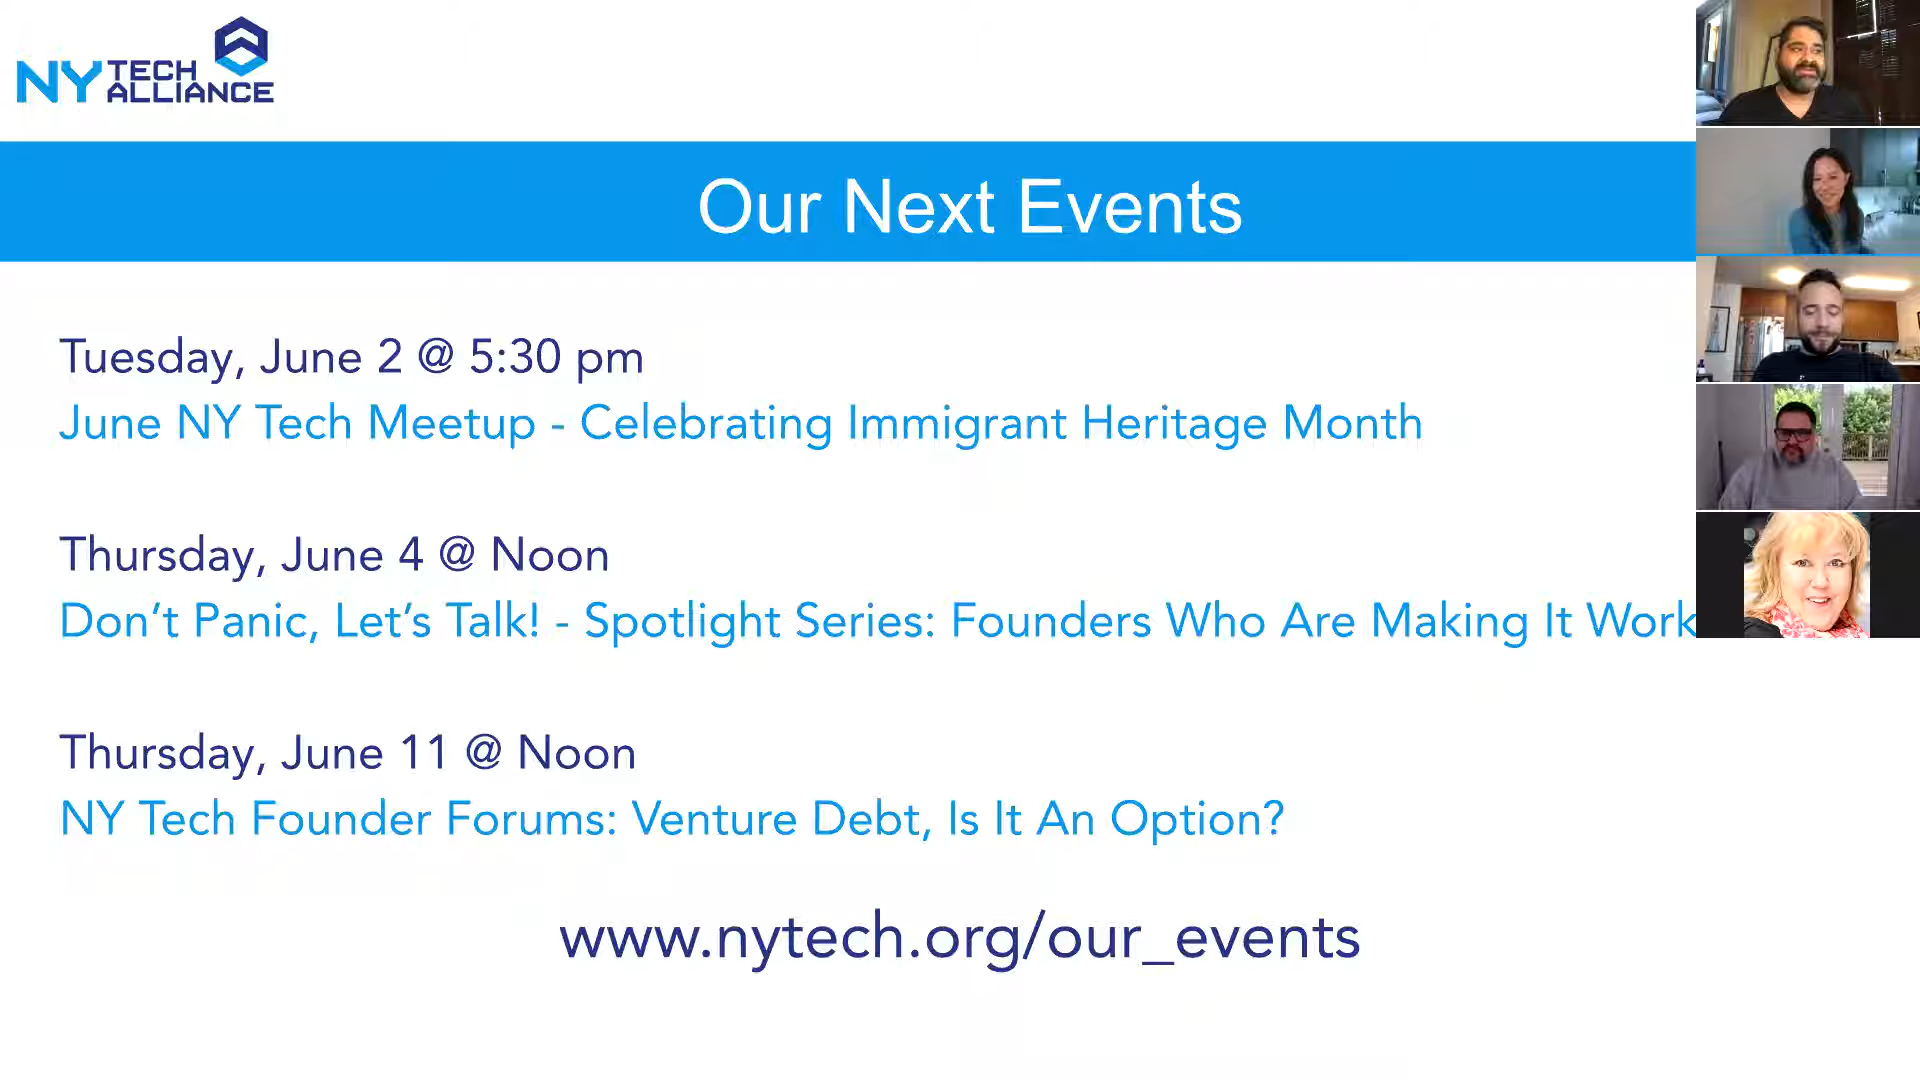 NY TECH
ALLIANCE
Our Next Events
Tuesday, June 2 @ 5:30 pm
June NY Tech Meetup - Celebrating Immigrant Heritage Month
Thursday, June 4 @ Noon
Don’t Panic, Let’s Talk! - Spotlight Series: Founders Who Are Making It Work
Thursday, June 11 @ Noon
NY Tech Founder Forums: Venture Debt, Is It An Option?
www.nytech.org/our_events